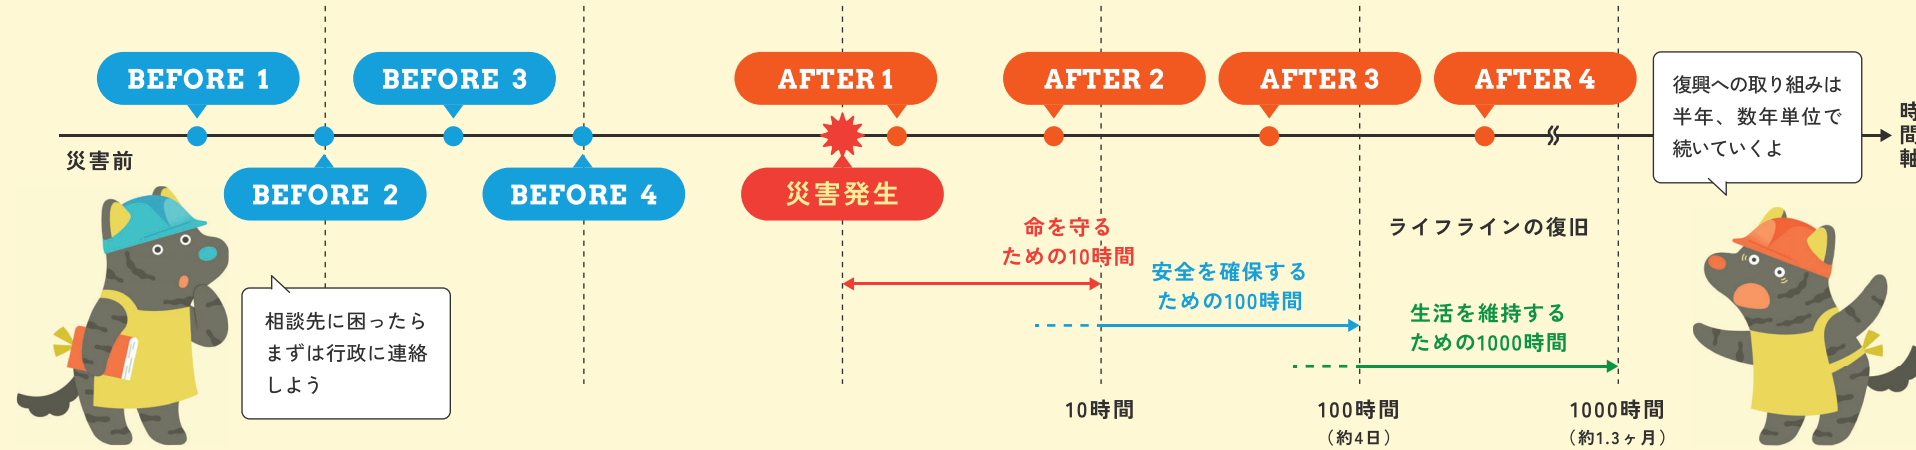 BEFORE 1
BEFORE 3
AFTER 1
AFTER 2
AFTER 3
AFTER 4
復興への取り組みは
半年、数年単位で
続いていくよ
時間軸
災害前
BEFORE 2
BEFORE 4
災害発生
命を守る
ための10時間
ライフラインの復旧
安全を確保する
ための100時間
生活を維持する
ための1000時間
相談先に困ったら
まずは行政に連絡
しよう
10時間
100時間
(約4日)
1000時間
(約1.3ヶ月)